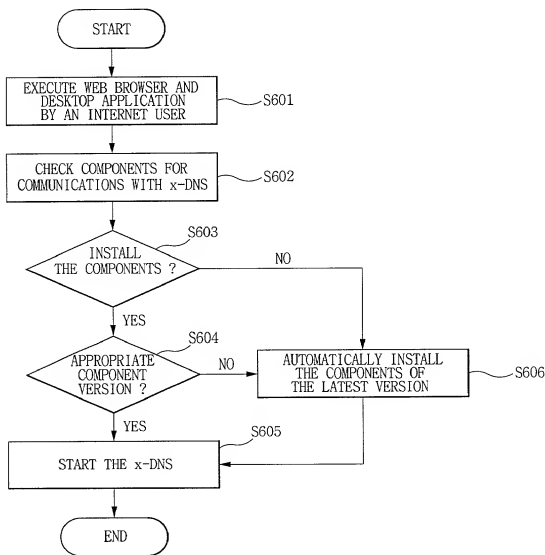 START
EXECUTE WEB BROWSER AND
DESKTOP APPLICATION
BY AN INTERNET USER
S601
CHECK COMPONENTS FOR
COMMUNICATIONS WITH x-DNS
S602
S603
INSTALL
THE COMPONENTS ?
NO
YES
S604
APPROPRIATE
COMPONENT
VERSION ?
NO
AUTOMATICALLY INSTALL
THE COMPONENTS OF
THE LATEST VERSION
S606
YES
S605
START THE x-DNS
END